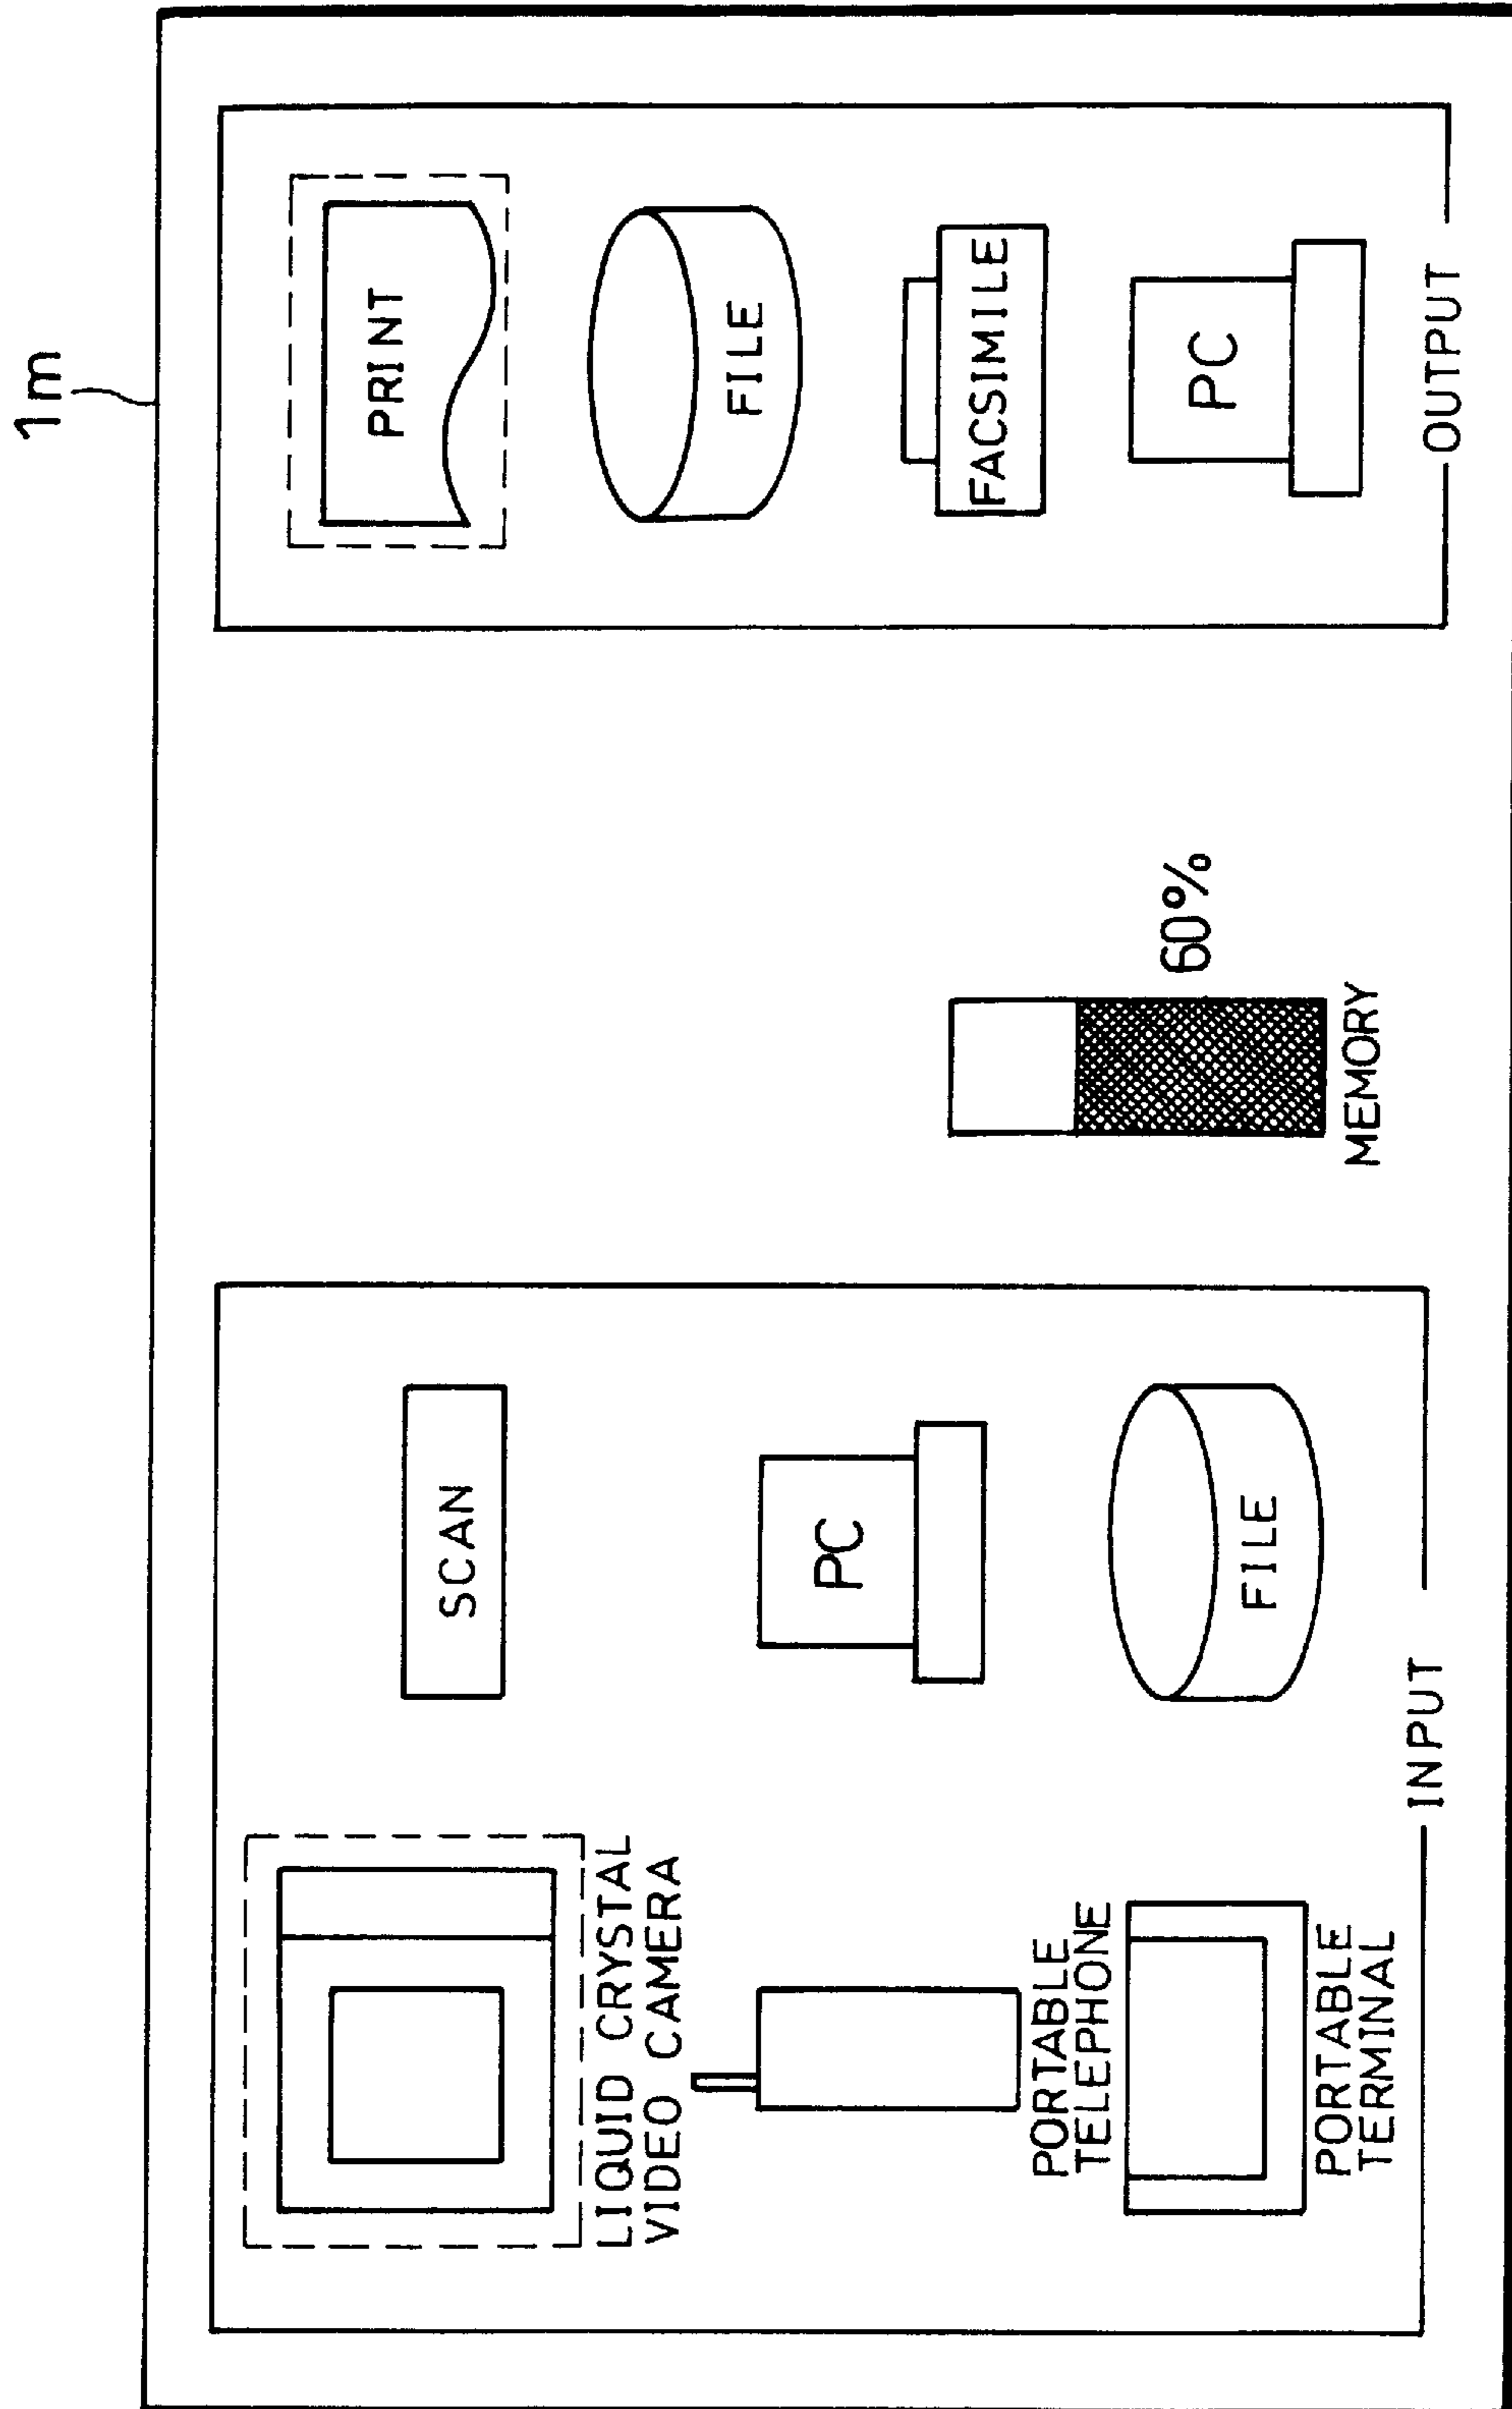 1m
LIQUID CRYSTAL
VIDEO CAMERA
SCAN
PORTABLE
TELEPHONE
PC
PORTABLE
TERMINAL
FILE
INPUT
60%
MEMORY
PRINT
FILE
FACSIMILE
PC
OUTPUT